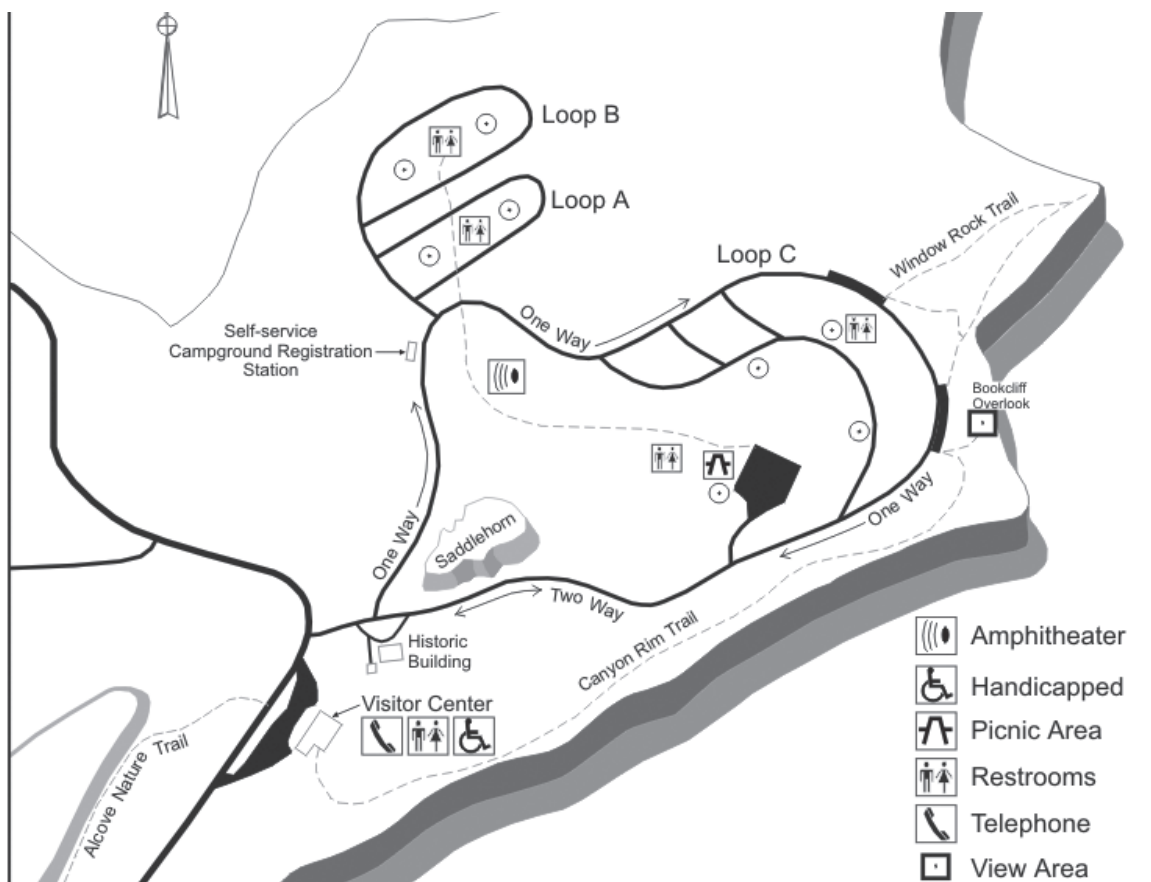 Loop B
Loop A
Loop C
Window Rock Trail
One Way
Self-service
Campground Registration
Station
Bookcliff
Overlook
One Way
One Way
Saddlehorn
Two Way
Canyon Rim Trail
Historic
Building
Visitor Center
Alcove Nature Trail
Amphitheater
Handicapped
Picnic Area
Restrooms
Telephone
View Area